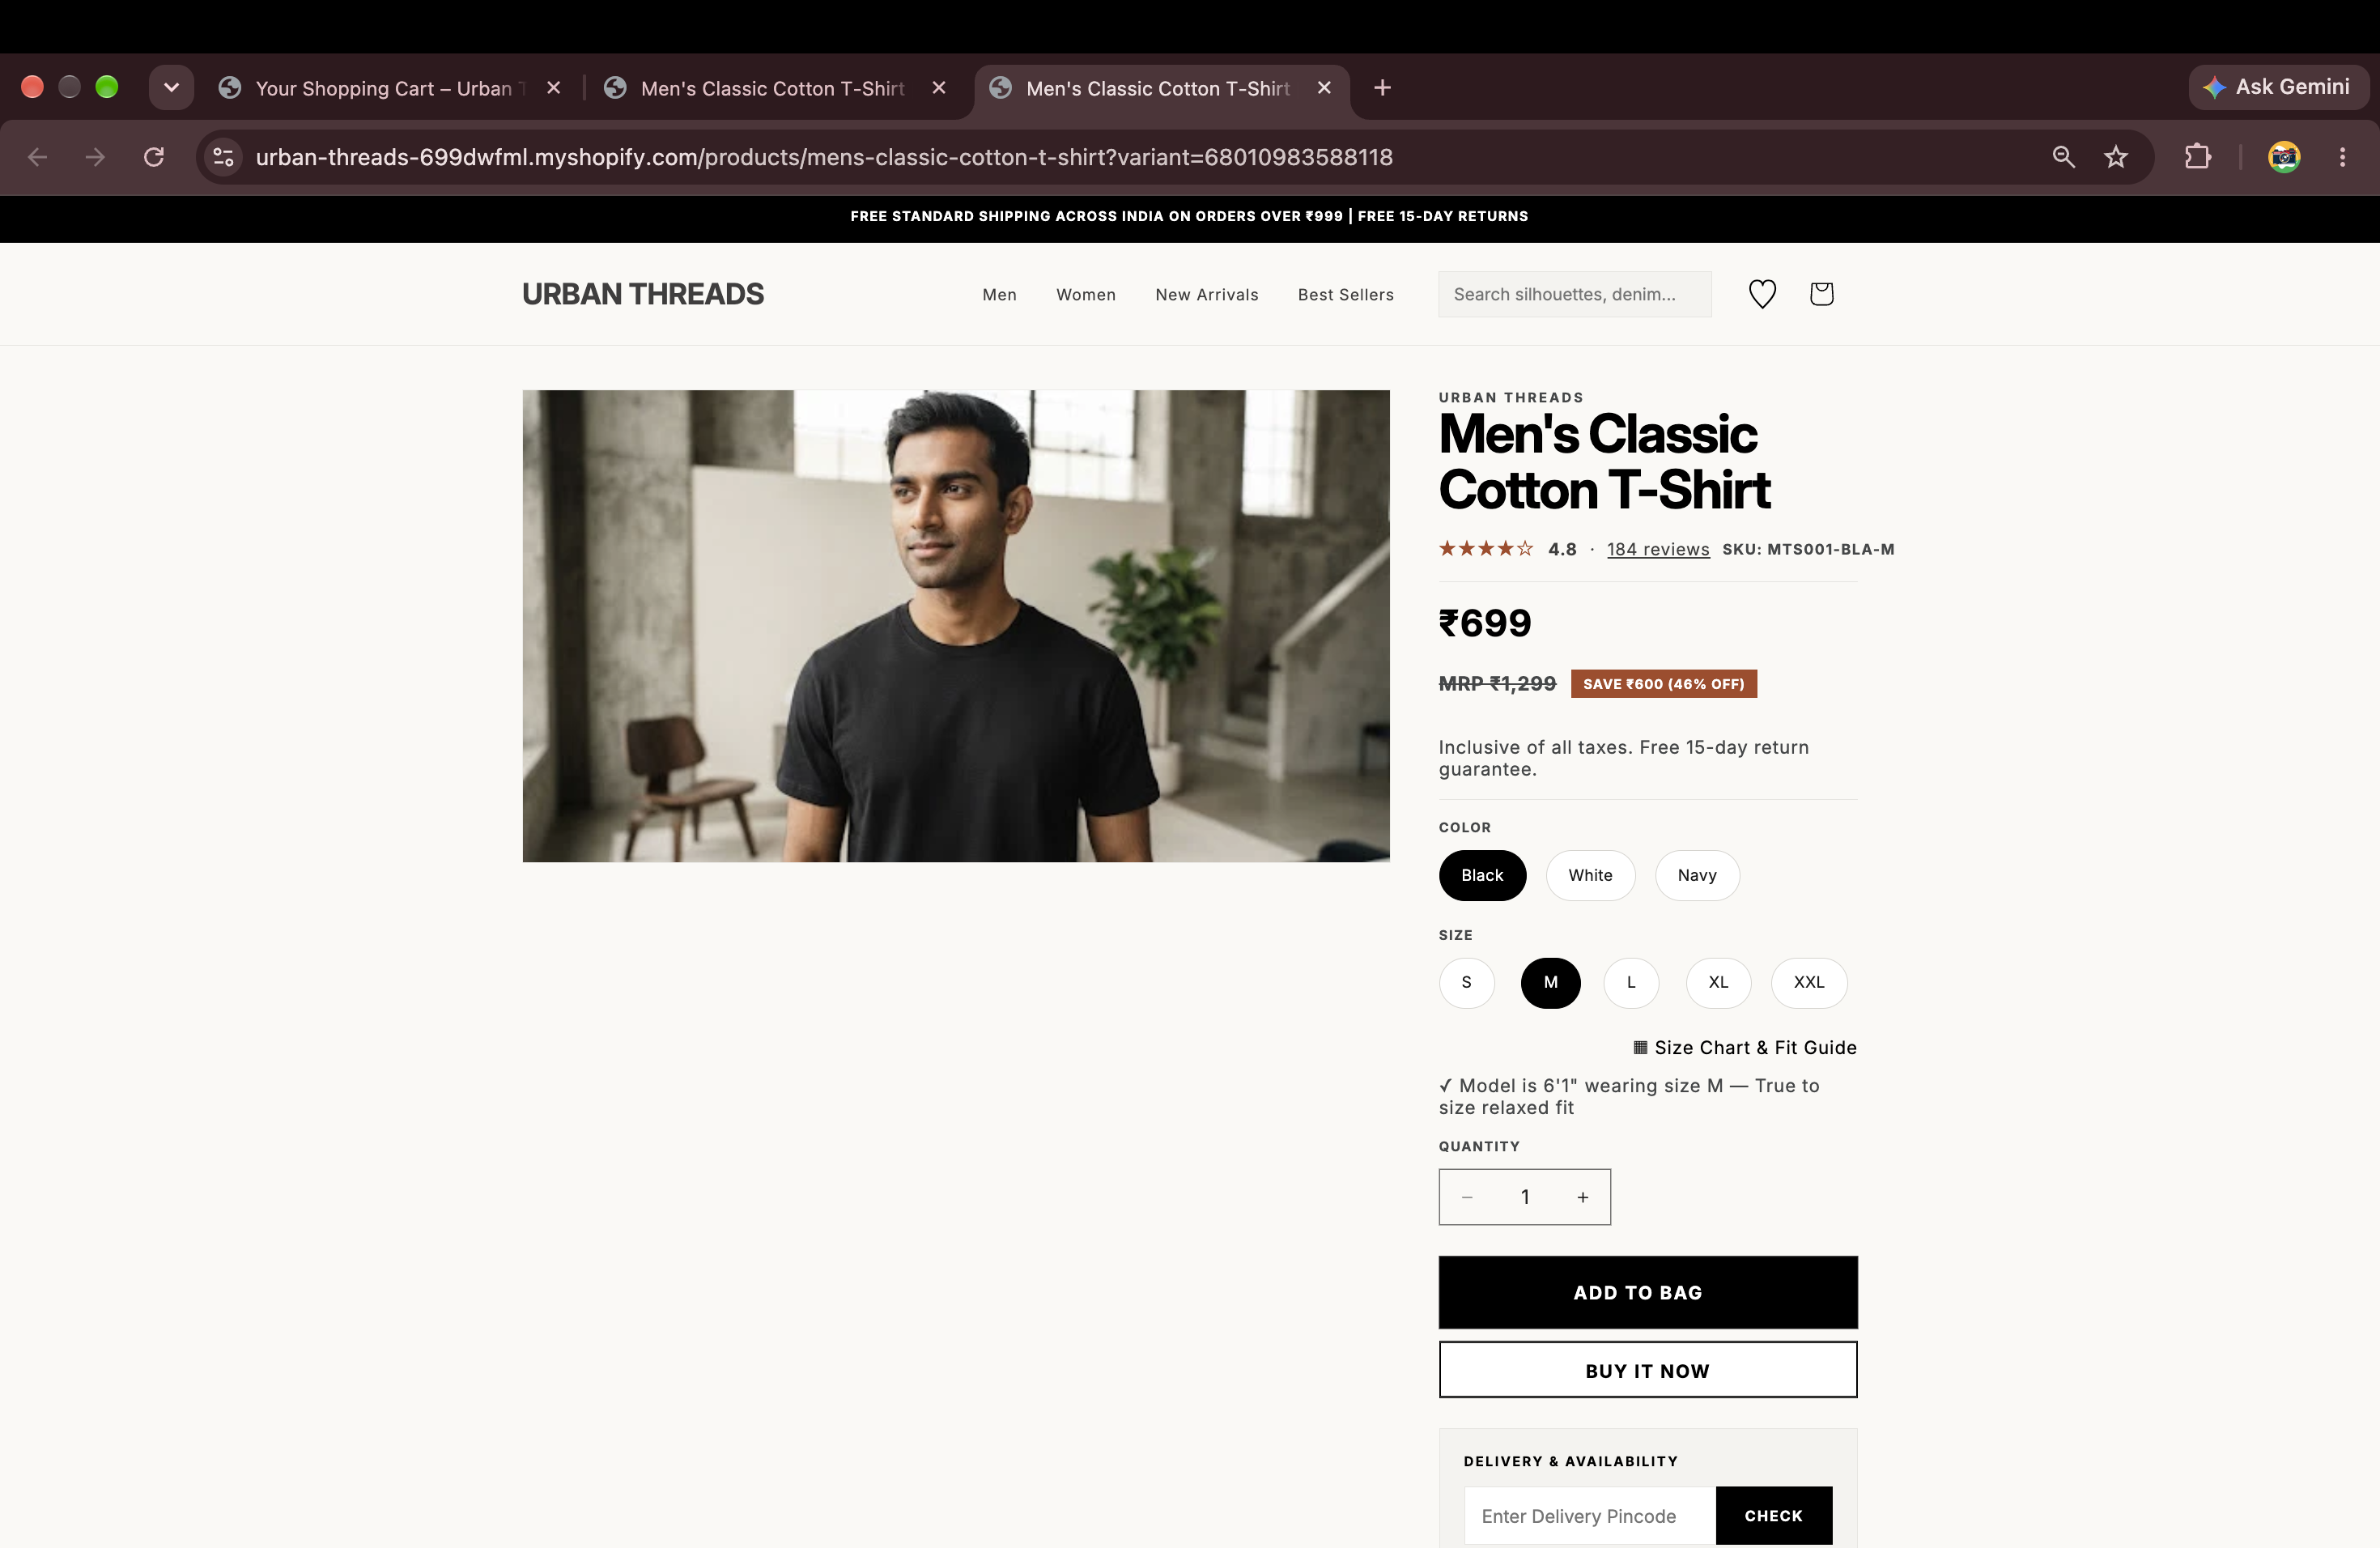 Your Shopping Cart – Urban T
Men's Classic Cotton T-Shirt
Men's Classic Cotton T-Shirt
Ask Gemini
urban-threads-699dwfml.myshopify.com/products/mens-classic-cotton-t-shirt?variant=68010983588118
FREE STANDARD SHIPPING ACROSS INDIA ON ORDERS OVER ₹999 | FREE 15-DAY RETURNS
URBAN THREADS
Men
Women
New Arrivals
Best Sellers
Search silhouettes, denim...
URBAN THREADS
Men's Classic
Cotton T-Shirt
★★★★☆ 4.8 · 184 reviews SKU: MTS001-BLA-M
₹699
MRP ₹1,299 SAVE ₹600 (46% OFF)
Inclusive of all taxes. Free 15-day return
guarantee.
COLOR
Black
White
Navy
SIZE
S
M
L
XL
XXL
▦ Size Chart & Fit Guide
✓ Model is 6'1" wearing size M — True to
size relaxed fit
QUANTITY
− 1 +
ADD TO BAG
BUY IT NOW
DELIVERY & AVAILABILITY
Enter Delivery Pincode
CHECK